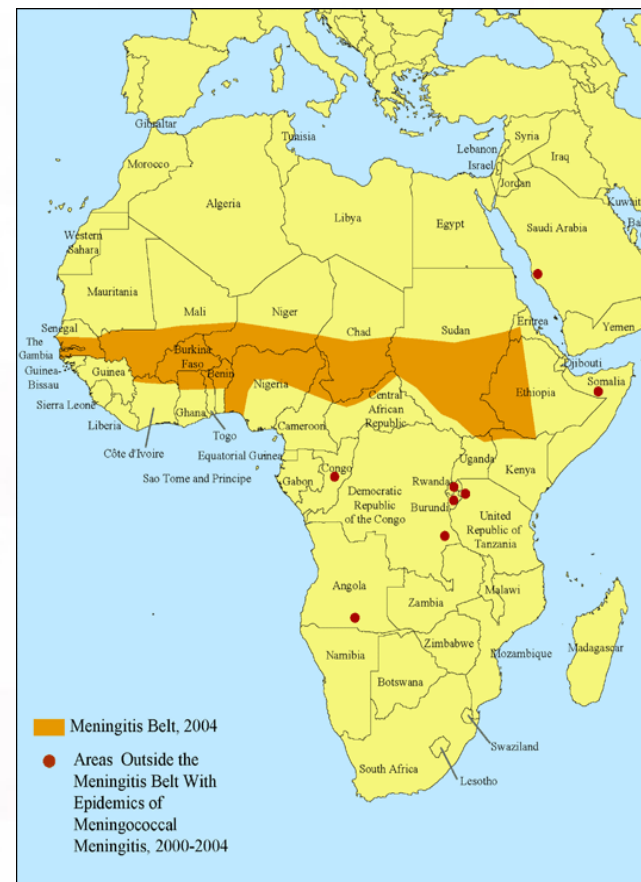 Gibraltar
Tunisia
Morocco
Lebanon
Israel
Syria
Iraq
Jordan
Algeria
Libya
Egypt
Saudi Arabia
Western
Sahara
Mauritania
Mali
Niger
Chad
Sudan
Eritrea
Yemen
Senegal
The
Gambia
Guinea-
Bissau
Guinea
Sierra Leone
Liberia
Côte d'Ivoire
Burkina
Faso
Benin
Ghana
Togo
Nigeria
Cameroon
Central
African
Republic
Ethiopia
Djibouti
Somalia
Equatorial Guinea
Sao Tome and Principe
Gabon
Congo
Democratic
Republic
of the Congo
Uganda
Kenya
Rwanda
Burundi
United
Republic of
Tanzania
Angola
Zambia
Malawi
Zimbabwe
Mozambique
Madagascar
Namibia
Botswana
Swaziland
Lesotho
South Africa
Meningitis Belt, 2004
Areas Outside the
Meningitis Belt With
Epidemics of
Meningococcal
Meningitis, 2000-2004